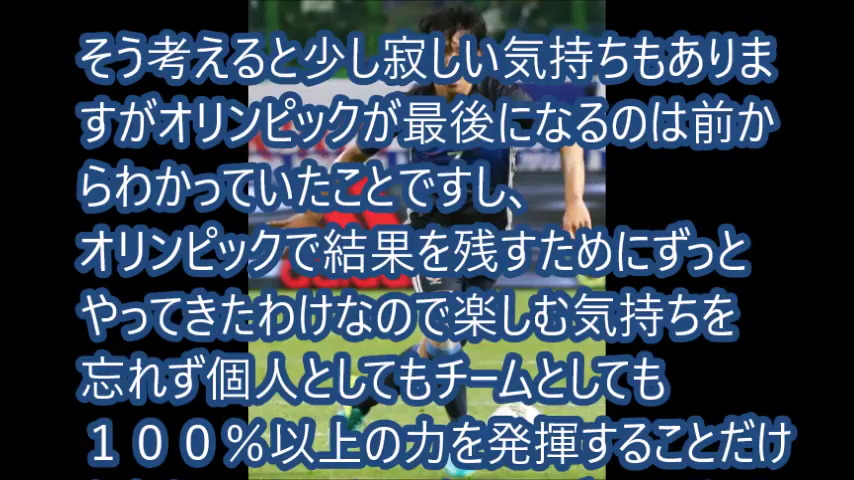 そう考えると少し寂しい気持ちもありま
すがオリンピックが最後になるのは前か
らわかっていたことですし、
オリンピックで結果を残すためにずっと
やってきたわけなので楽しむ気持ちを
忘れず個人としてもチームとしても
１００％以上の力を発揮することだけ